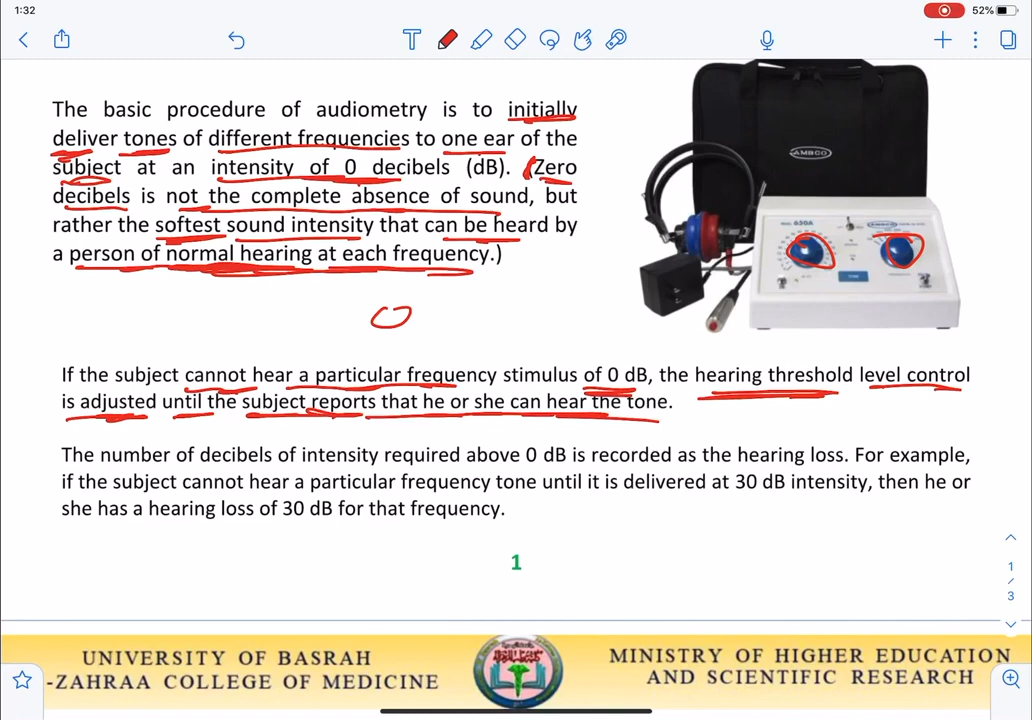 1:32
52%
The basic procedure of audiometry is to initially
deliver tones of different frequencies to one ear of the
subject at an intensity of 0 decibels (dB). (Zero
decibels is not the complete absence of sound, but
rather the softest sound intensity that can be heard by
a person of normal hearing at each frequency.)
AMBCO
650A
AMBCO
If the subject cannot hear a particular frequency stimulus of 0 dB, the hearing threshold level control
is adjusted until the subject reports that he or she can hear the tone.
The number of decibels of intensity required above 0 dB is recorded as the hearing loss. For example,
if the subject cannot hear a particular frequency tone until it is delivered at 30 dB intensity, then he or
she has a hearing loss of 30 dB for that frequency.
1
1
/
3
UNIVERSITY OF BASRAH
-ZAHRAA COLLEGE OF MEDICINE
MINISTRY OF HIGHER EDUCATION
AND SCIENTIFIC RESEARCH